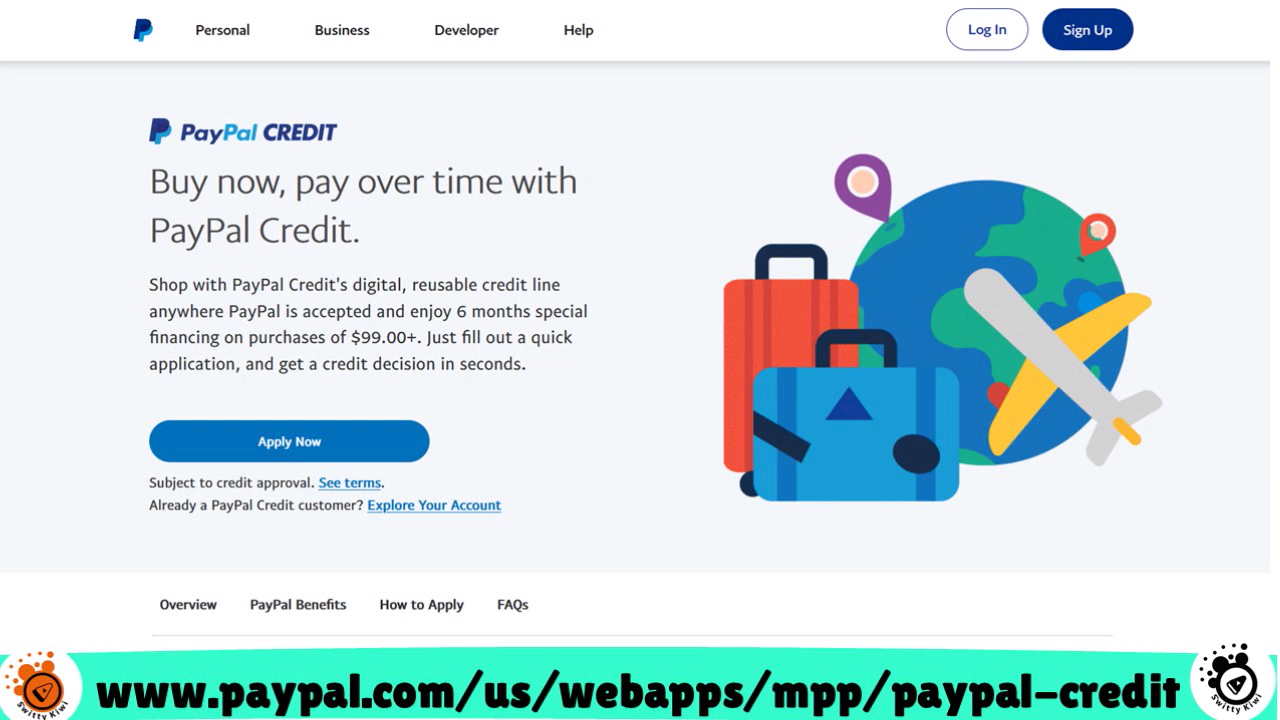 Personal Business Developer Help Log In Sign Up
PayPal CREDIT
Buy now, pay over time with
PayPal Credit.
Shop with PayPal Credit's digital, reusable credit line
anywhere PayPal is accepted and enjoy 6 months special
financing on purchases of $99.00+. Just fill out a quick
application, and get a credit decision in seconds.
Apply Now
Subject to credit approval. See terms.
Already a PayPal Credit customer? Explore Your Account
Overview PayPal Benefits How to Apply FAQs
www.paypal.com/us/webapps/mpp/paypal-credit
Switty Kiwi
Switty Kiwi